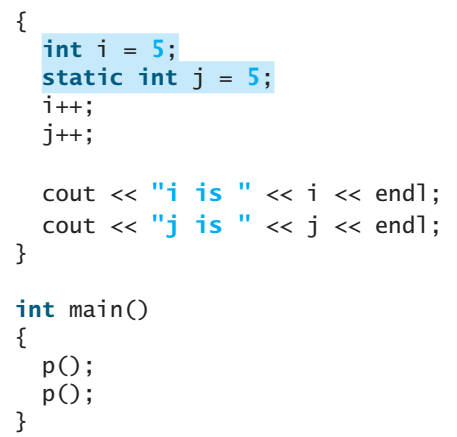 {
  int i = 5;
  static int j = 5;
  i++;
  j++;

  cout << "i is " << i << endl;
  cout << "j is " << j << endl;
}

int main()
{
  p();
  p();
}